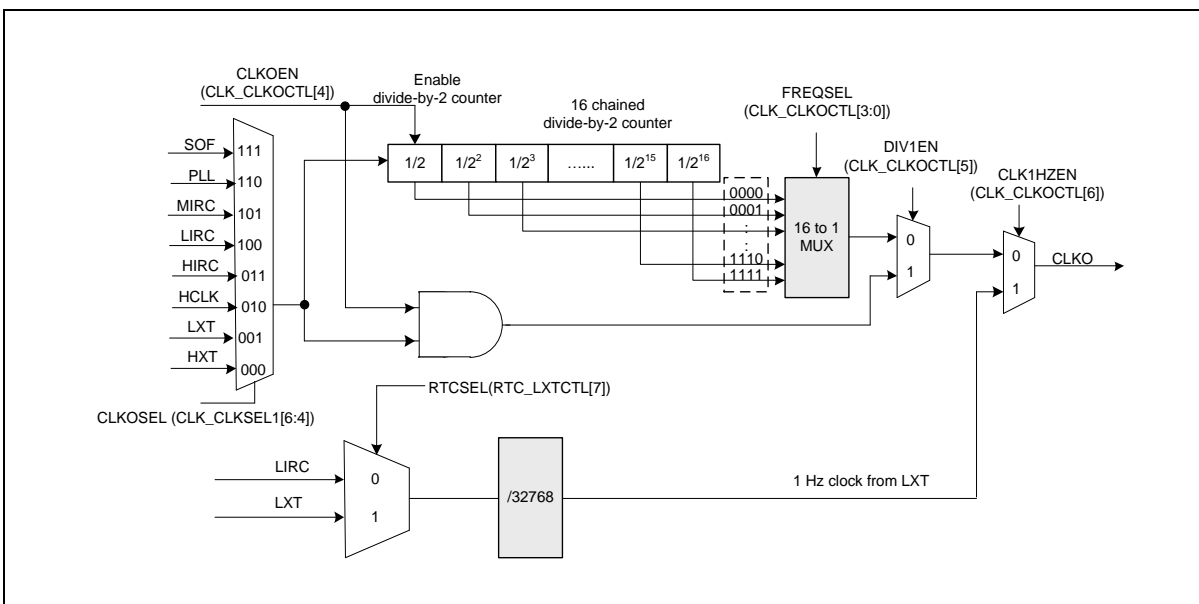 CLKOEN
(CLK_CLKOCTL[4])
Enable
divide-by-2 counter
16 chained
divide-by-2 counter
FREQSEL
(CLK_CLKOCTL[3:0])
DIV1EN
(CLK_CLKOCTL[5])
CLK1HZEN
(CLK_CLKOCTL[6])
SOF 111
PLL 110
MIRC 101
LIRC 100
HIRC 011
HCLK 010
LXT 001
HXT 000
CLKOSEL (CLK_CLKSEL1[6:4])
1/2 1/2² 1/2³ …... 1/2¹⁵ 1/2¹⁶
0000
0001
:
:
1110
1111
16 to 1
MUX
0
1
0
1
CLKO
RTCSEL(RTC_LXTCTL[7])
LIRC 0
LXT 1
/32768
1 Hz clock from LXT